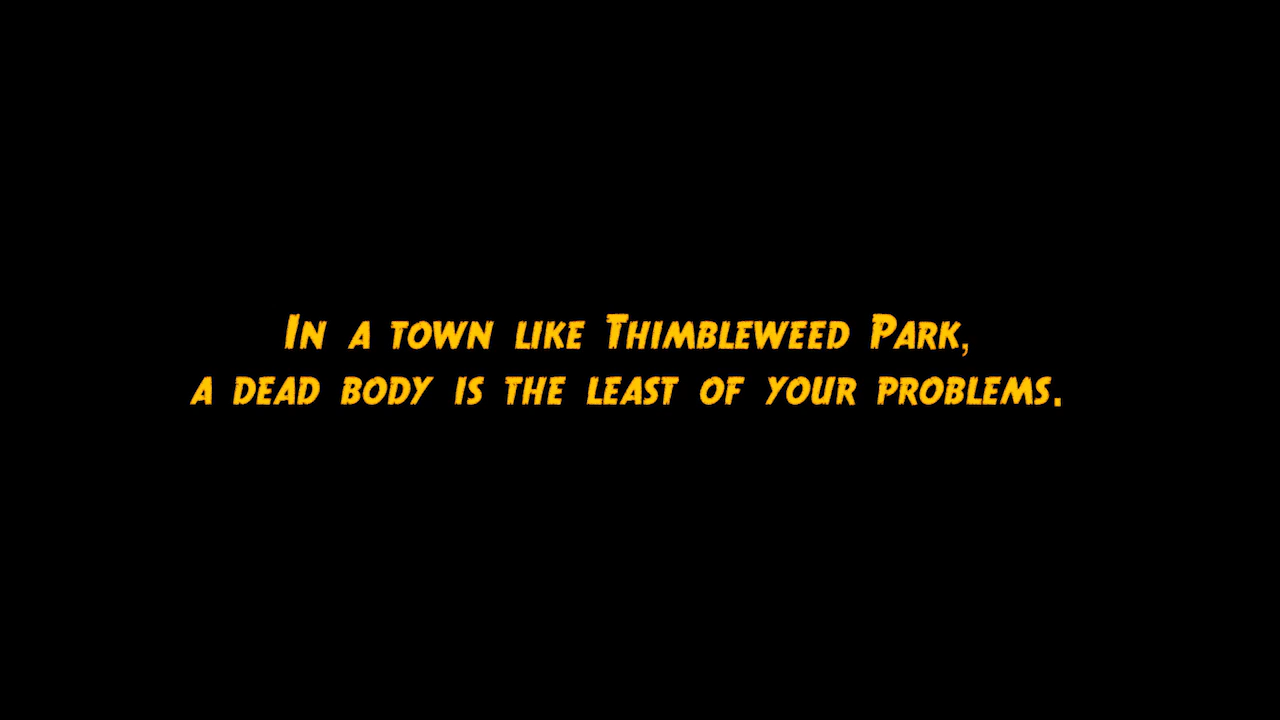 In a town like Thimbleweed Park,
a dead body is the least of your problems.